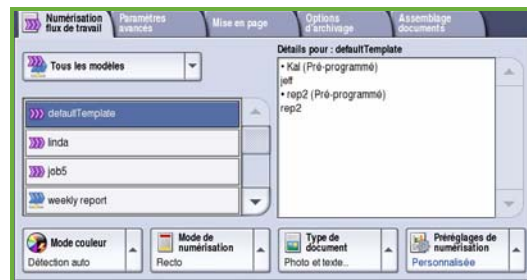 Numérisation
flux de travail
Paramètres
avancés
Mise en page
Options
d'archivage
Assemblage
documents
Tous les modèles
defaultTemplate
linda
job5
weekly report
Détails pour : defaultTemplate
• Kal (Pré-programmé)
jeff
• rep2 (Pré-programmé)
rep2
Mode couleur
Détection auto
Mode de
numérisation
Recto
Type de
document
Photo et texte...
Préréglages de
numérisation
Personnalisée